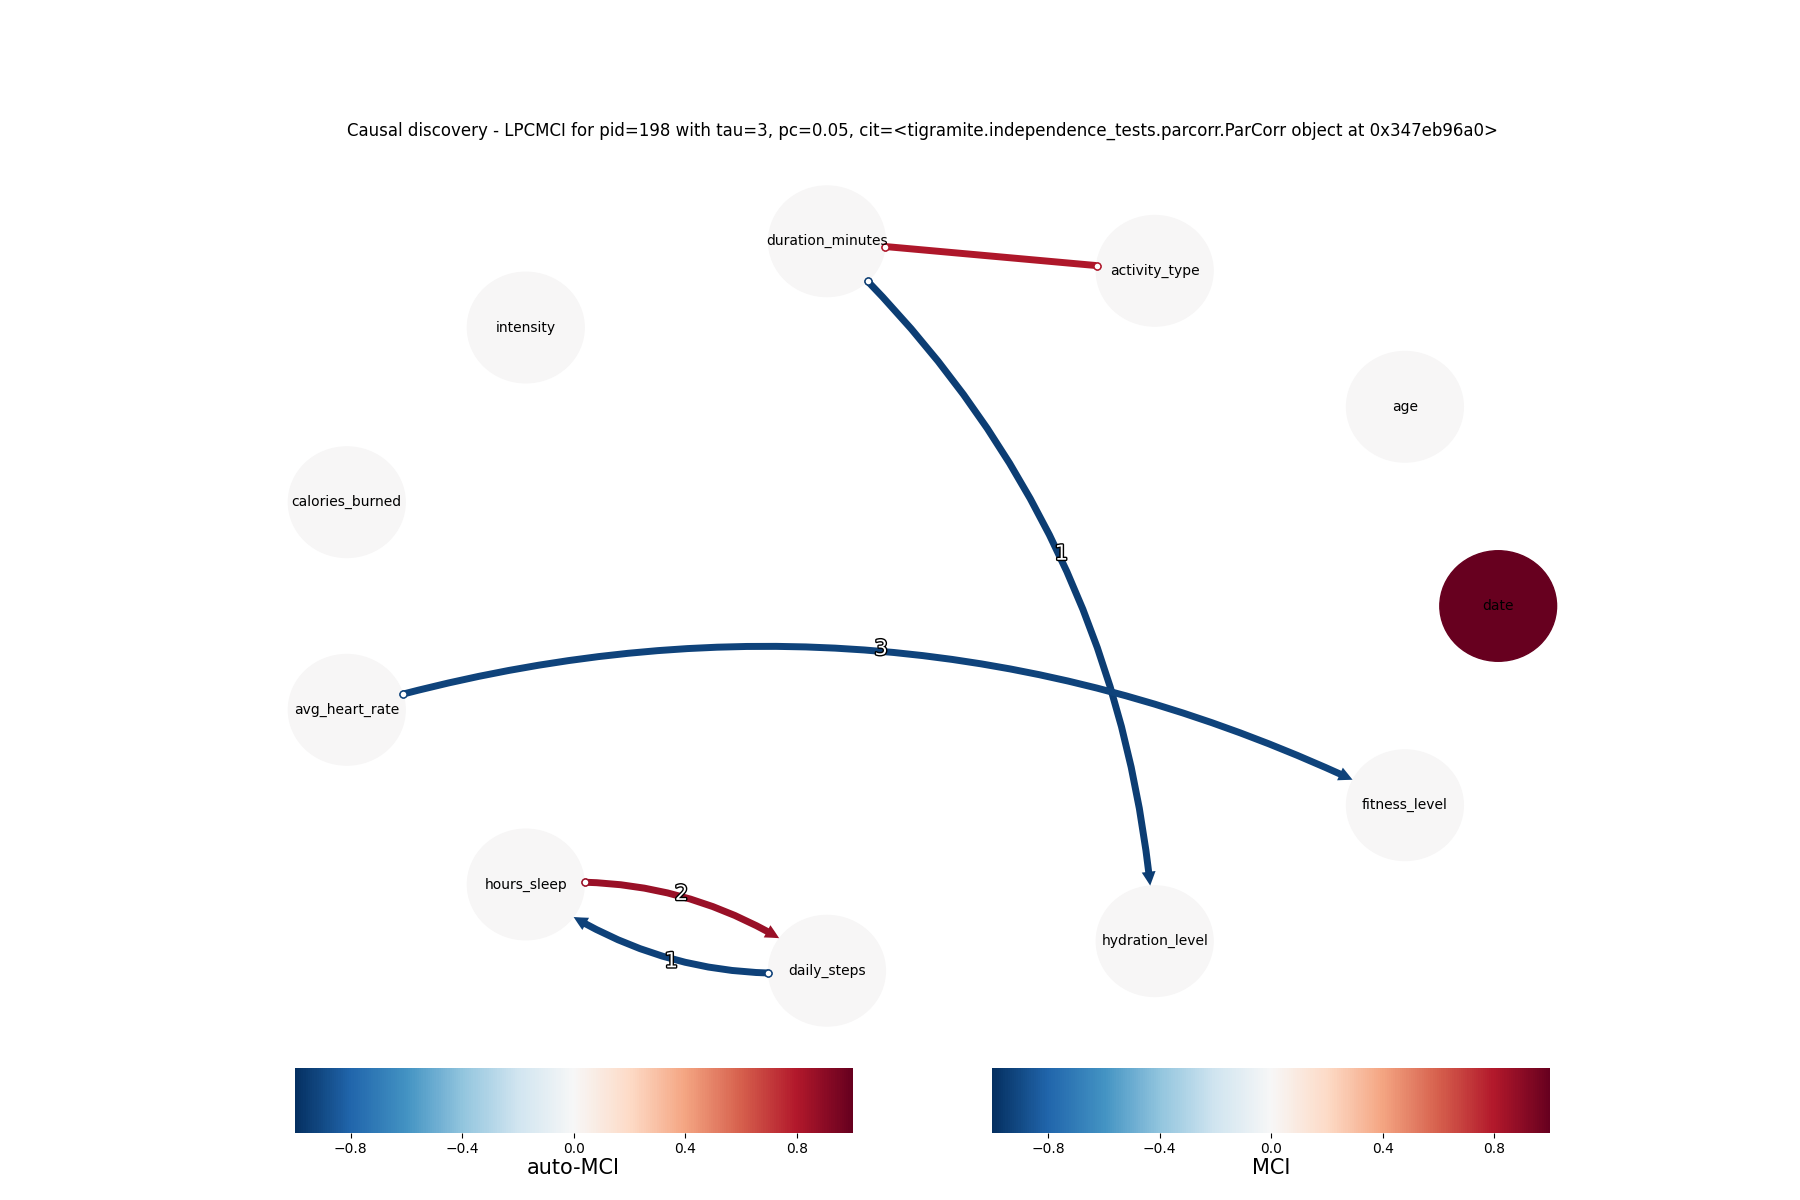 Causal discovery - LPCMCI for pid=198 with tau=3, pc=0.05, cit=<tigramite.independence_tests.parcorr.ParCorr object at 0x347eb96a0>
duration_minutes
activity_type
intensity
age
calories_burned
1
date
3
avg_heart_rate
fitness_level
hours_sleep
2
hydration_level
1
daily_steps
−0.8 −0.4 0.0 0.4 0.8
auto-MCI
−0.8 −0.4 0.0 0.4 0.8
MCI